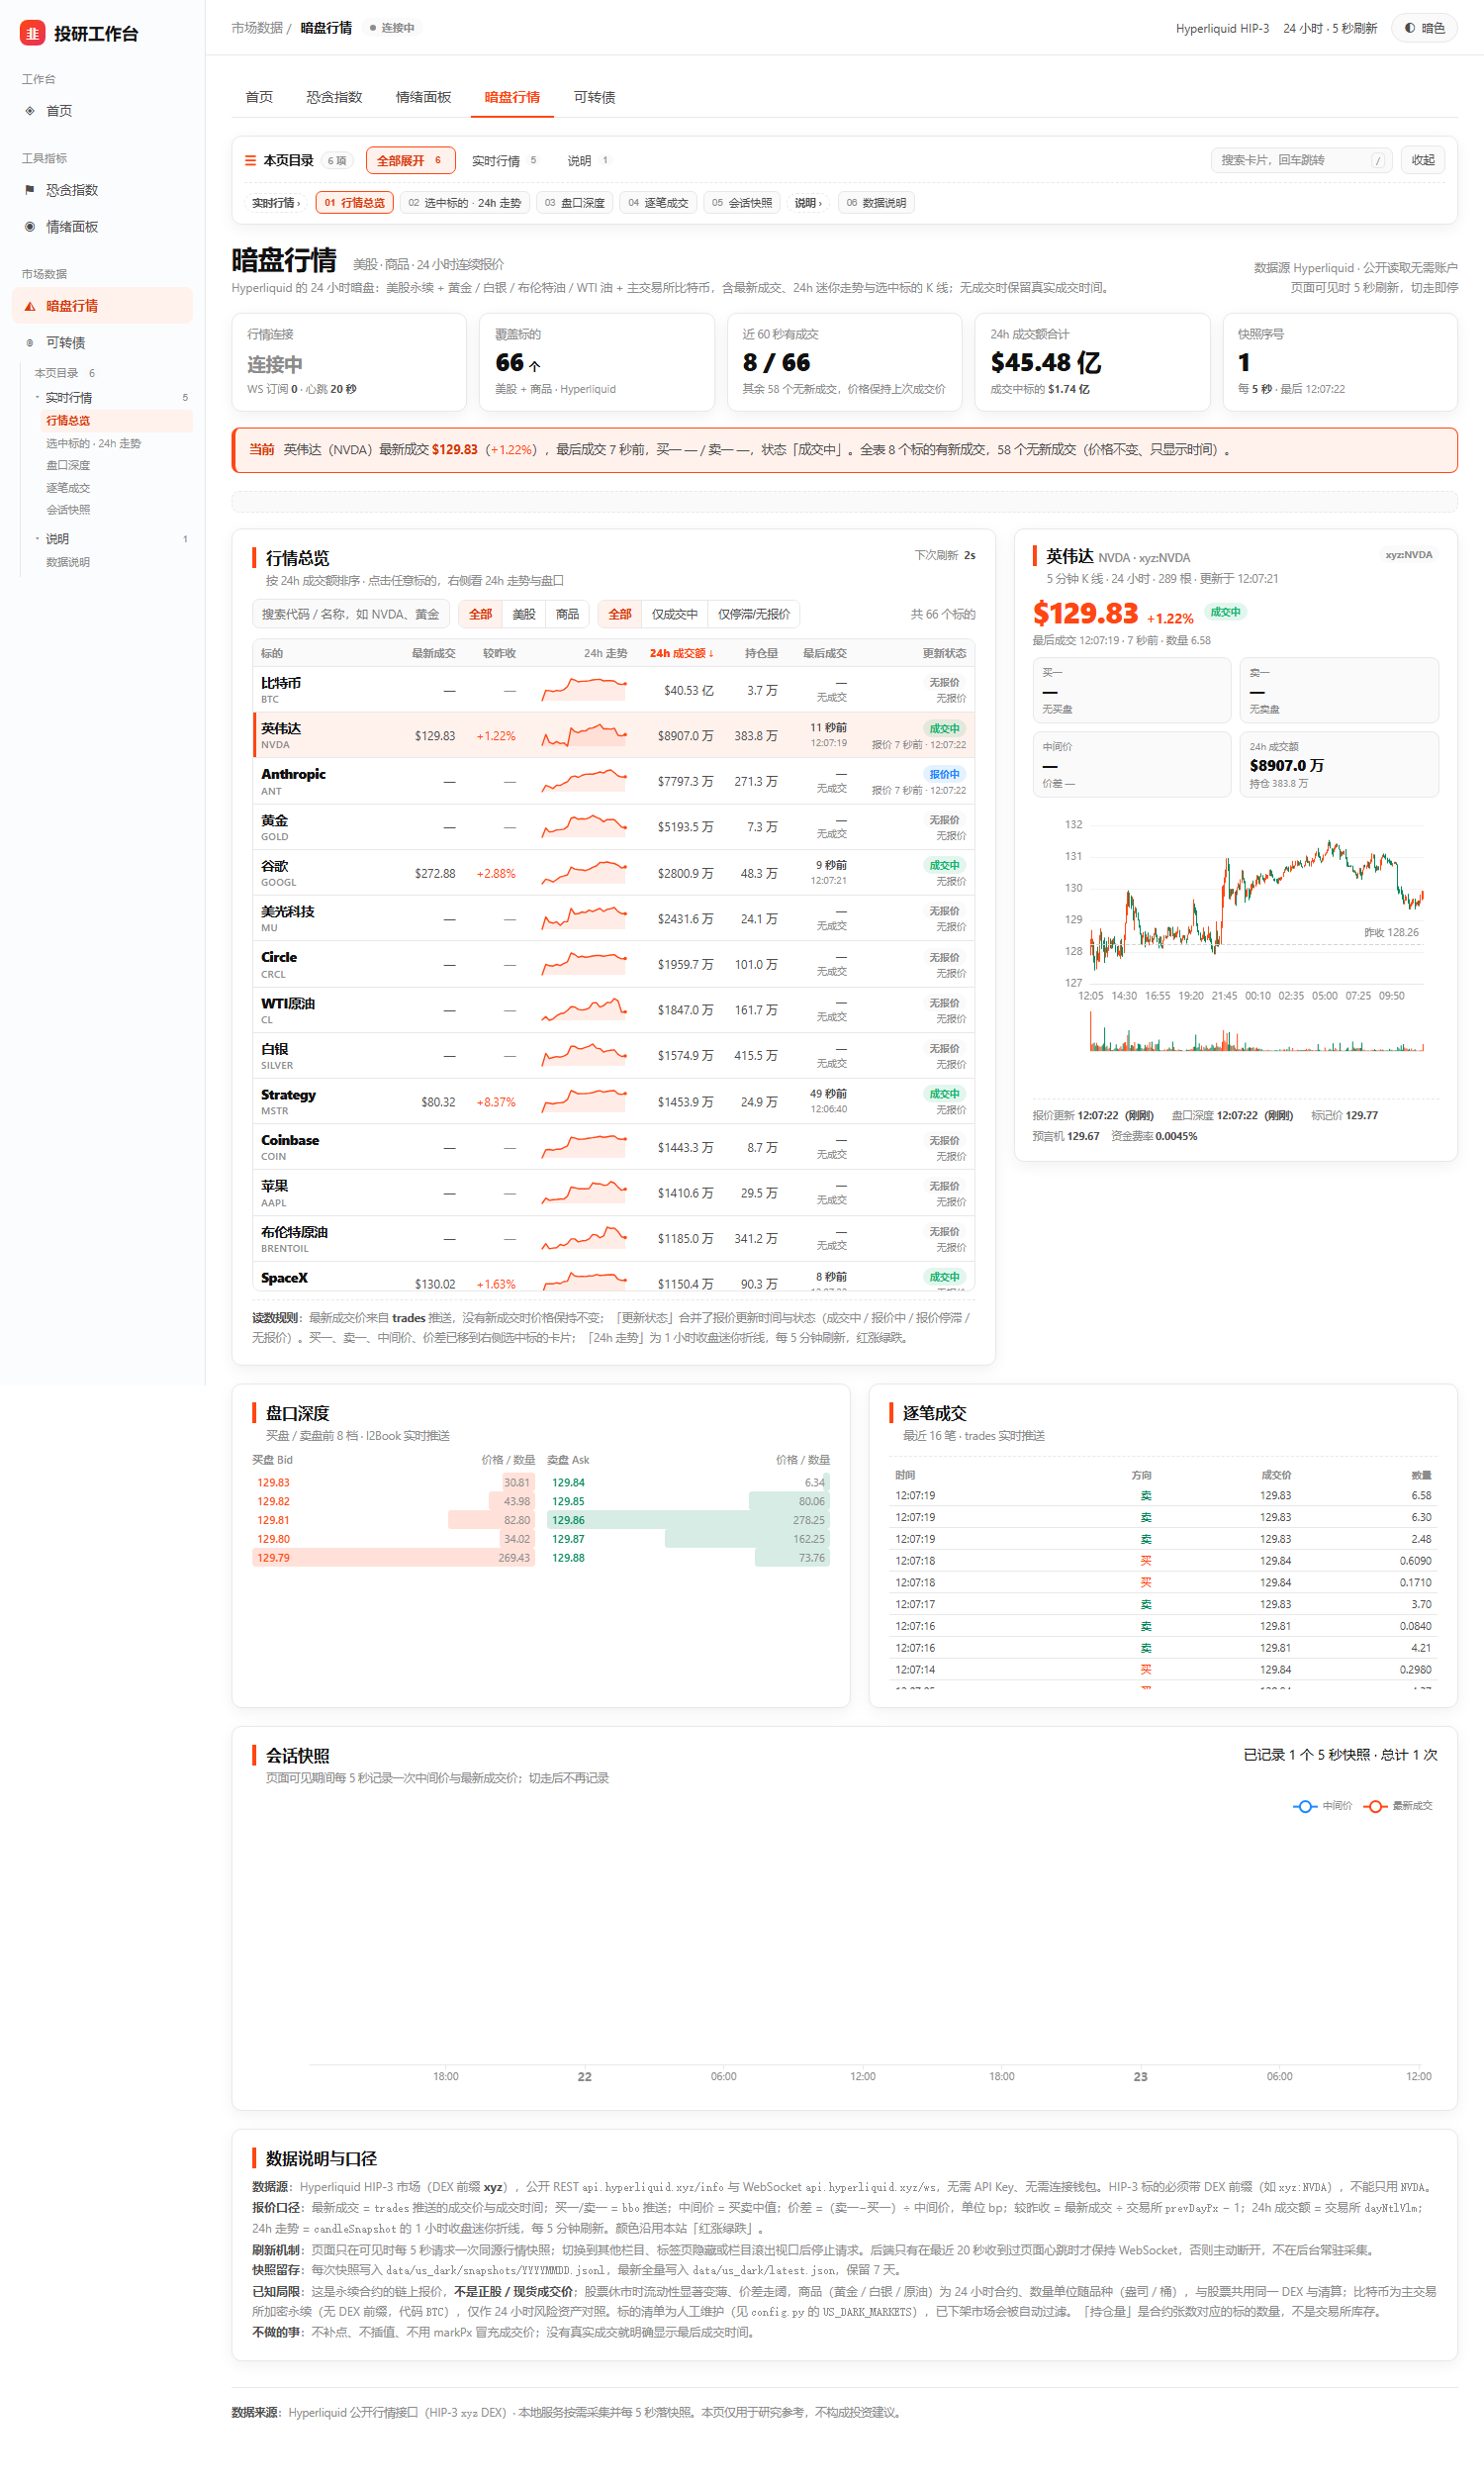 投研工作台
工作台
首页
工具指标
恐贪指数
情绪面板
市场数据
暗盘行情
可转债
本页目录 6
实时行情 5
行情总览
选中标的 · 24h 走势
盘口深度
逐笔成交
会话快照
说明 1
数据说明
市场数据 / 暗盘行情 连接中
Hyperliquid HIP-3 24 小时 · 5 秒刷新 暗色
首页 恐贪指数 情绪面板 暗盘行情 可转债
本页目录 6 项 全部展开 6 实时行情 5 说明 1 搜索卡片，回车跳转 / 收起
实时行情 › 01 行情总览 02 选中标的 · 24h 走势 03 盘口深度 04 逐笔成交 05 会话快照 说明 › 06 数据说明
暗盘行情 美股 · 商品 · 24 小时连续报价
Hyperliquid 的 24 小时暗盘：美股永续 + 黄金 / 白银 / 布伦特油 / WTI 油 + 主交易所比特币，含最新成交、24h 迷你走势与选中标的 K 线；无成交时保留真实成交时间。
数据源 Hyperliquid · 公开读取无需账户
页面可见时 5 秒刷新，切走即停
行情连接
连接中
WS 订阅 0 · 心跳 20 秒
覆盖标的
66 个
美股 + 商品 · Hyperliquid
近 60 秒有成交
8 / 66
其余 58 个无新成交，价格保持上次成交价
24h 成交额合计
$45.48 亿
成交中标的 $1.74 亿
快照序号
1
每 5 秒 · 最后 12:07:22
当前 英伟达（NVDA）最新成交 $129.83（+1.22%），最后成交 7 秒前，买一 — / 卖一 —，状态「成交中」。全表 8 个标的有新成交，58 个无新成交（价格不变、只显示时间）。
行情总览 下次刷新 2s
按 24h 成交额排序 · 点击任意标的，右侧看 24h 走势与盘口
搜索代码 / 名称，如 NVDA、黄金 全部 美股 商品 全部 仅成交中 仅停滞/无报价 共 66 个标的
标的 最新成交 较昨收 24h 走势 24h 成交额 ↓ 持仓量 最后成交 更新状态
比特币 — — $40.53 亿 3.7 万 — 无报价
BTC 无成交 无报价
英伟达 $129.83 +1.22% $8907.0 万 383.8 万 11 秒前 成交中
NVDA 12:07:19 报价 7 秒前 · 12:07:22
Anthropic — — $7797.3 万 271.3 万 — 报价中
ANT 无成交 报价 7 秒前 · 12:07:22
黄金 — — $5193.5 万 7.3 万 — 无报价
GOLD 无成交 无报价
谷歌 $272.88 +2.88% $2800.9 万 48.3 万 9 秒前 成交中
GOOGL 12:07:21 无报价
美光科技 — — $2431.6 万 24.1 万 — 无报价
MU 无成交 无报价
Circle — — $1959.7 万 101.0 万 — 无报价
CRCL 无成交 无报价
WTI原油 — — $1847.0 万 161.7 万 — 无报价
CL 无成交 无报价
白银 — — $1574.9 万 415.5 万 — 无报价
SILVER 无成交 无报价
Strategy $80.32 +8.37% $1453.9 万 24.9 万 49 秒前 成交中
MSTR 12:06:40 无报价
Coinbase — — $1443.3 万 8.7 万 — 无报价
COIN 无成交 无报价
苹果 — — $1410.6 万 29.5 万 — 无报价
AAPL 无成交 无报价
布伦特原油 — — $1185.0 万 341.2 万 — 无报价
BRENTOIL 无成交 无报价
SpaceX $130.02 +1.63% $1150.4 万 90.3 万 8 秒前 成交中
读数规则：最新成交价来自 trades 推送，没有新成交时价格保持不变；「更新状态」合并了报价更新时间与状态（成交中 / 报价中 / 报价停滞 /
无报价）。买一、卖一、中间价、价差已移到右侧选中标的卡片；「24h 走势」为 1 小时收盘迷你折线，每 5 分钟刷新，红涨绿跌。
英伟达 NVDA · xyz:NVDA xyz:NVDA
5 分钟 K 线 · 24 小时 · 289 根 · 更新于 12:07:21
$129.83 +1.22% 成交中
最后成交 12:07:19 · 7 秒前 · 数量 6.58
买一
—
无买盘
卖一
—
无卖盘
中间价
—
价差 —
24h 成交额
$8907.0 万
持仓 383.8 万
132
131
130
129
128
127
昨收 128.26
12:05 14:30 16:55 19:20 21:45 00:10 02:35 05:00 07:25 09:50
报价更新 12:07:22（刚刚） 盘口深度 12:07:22（刚刚） 标记价 129.77
预言机 129.67 资金费率 0.0045%
盘口深度
买盘 / 卖盘前 8 档 · l2Book 实时推送
买盘 Bid 价格 / 数量 卖盘 Ask 价格 / 数量
129.83 30.81 129.84 6.34
129.82 43.98 129.85 80.06
129.81 82.80 129.86 278.25
129.80 34.02 129.87 162.25
129.79 269.43 129.88 73.76
逐笔成交
最近 16 笔 · trades 实时推送
时间 方向 成交价 数量
12:07:19 卖 129.83 6.58
12:07:19 卖 129.83 6.30
12:07:19 卖 129.83 2.48
12:07:18 买 129.84 0.6090
12:07:18 买 129.84 0.1710
12:07:17 卖 129.83 3.70
12:07:16 卖 129.81 0.0840
12:07:16 卖 129.81 4.21
12:07:14 买 129.84 0.2980
会话快照 已记录 1 个 5 秒快照 · 总计 1 次
页面可见期间每 5 秒记录一次中间价与最新成交价；切走后不再记录
中间价 最新成交
18:00 22 06:00 12:00 18:00 23 06:00 12:00
数据说明与口径
数据源：Hyperliquid HIP-3 市场（DEX 前缀 xyz），公开 REST api.hyperliquid.xyz/info 与 WebSocket api.hyperliquid.xyz/ws，无需 API Key、无需连接钱包。HIP-3 标的必须带 DEX 前缀（如 xyz:NVDA），不能只用 NVDA。
报价口径：最新成交 = trades 推送的成交价与成交时间；买一/卖一 = bbo 推送；中间价 = 买卖中值；价差 =（卖一−买一）÷ 中间价，单位 bp；较昨收 = 最新成交 ÷ 交易所 prevDayPx − 1；24h 成交额 = 交易所 dayNtlVlm；
24h 走势 = candleSnapshot 的 1 小时收盘迷你折线，每 5 分钟刷新。颜色沿用本站「红涨绿跌」。
刷新机制：页面只在可见时每 5 秒请求一次同源行情快照；切换到其他栏目、标签页隐藏或栏目滚出视口后停止请求。后端只有在最近 20 秒收到过页面心跳时才保持 WebSocket，否则主动断开，不在后台常驻采集。
快照留存：每次快照写入 data/us_dark/snapshots/YYYYMMDD.jsonl，最新全量写入 data/us_dark/latest.json，保留 7 天。
已知局限：这是永续合约的链上报价，不是正股 / 现货成交价；股票休市时流动性显著变薄、价差走阔，商品（黄金 / 白银 / 原油）为 24 小时合约、数量单位随品种（盎司 / 桶），与股票共用同一 DEX 与清算；比特币为主交易
所加密永续（无 DEX 前缀，代码 BTC），仅作 24 小时风险资产对照。标的清单为人工维护（见 config.py 的 US_DARK_MARKETS），已下架市场会被自动过滤。「持仓量」是合约张数对应的标的数量，不是交易所库存。
不做的事：不补点、不插值、不用 markPx 冒充成交价；没有真实成交就明确显示最后成交时间。
数据来源：Hyperliquid 公开行情接口（HIP-3 xyz DEX）· 本地服务按需采集并每 5 秒落快照。本页仅用于研究参考，不构成投资建议。